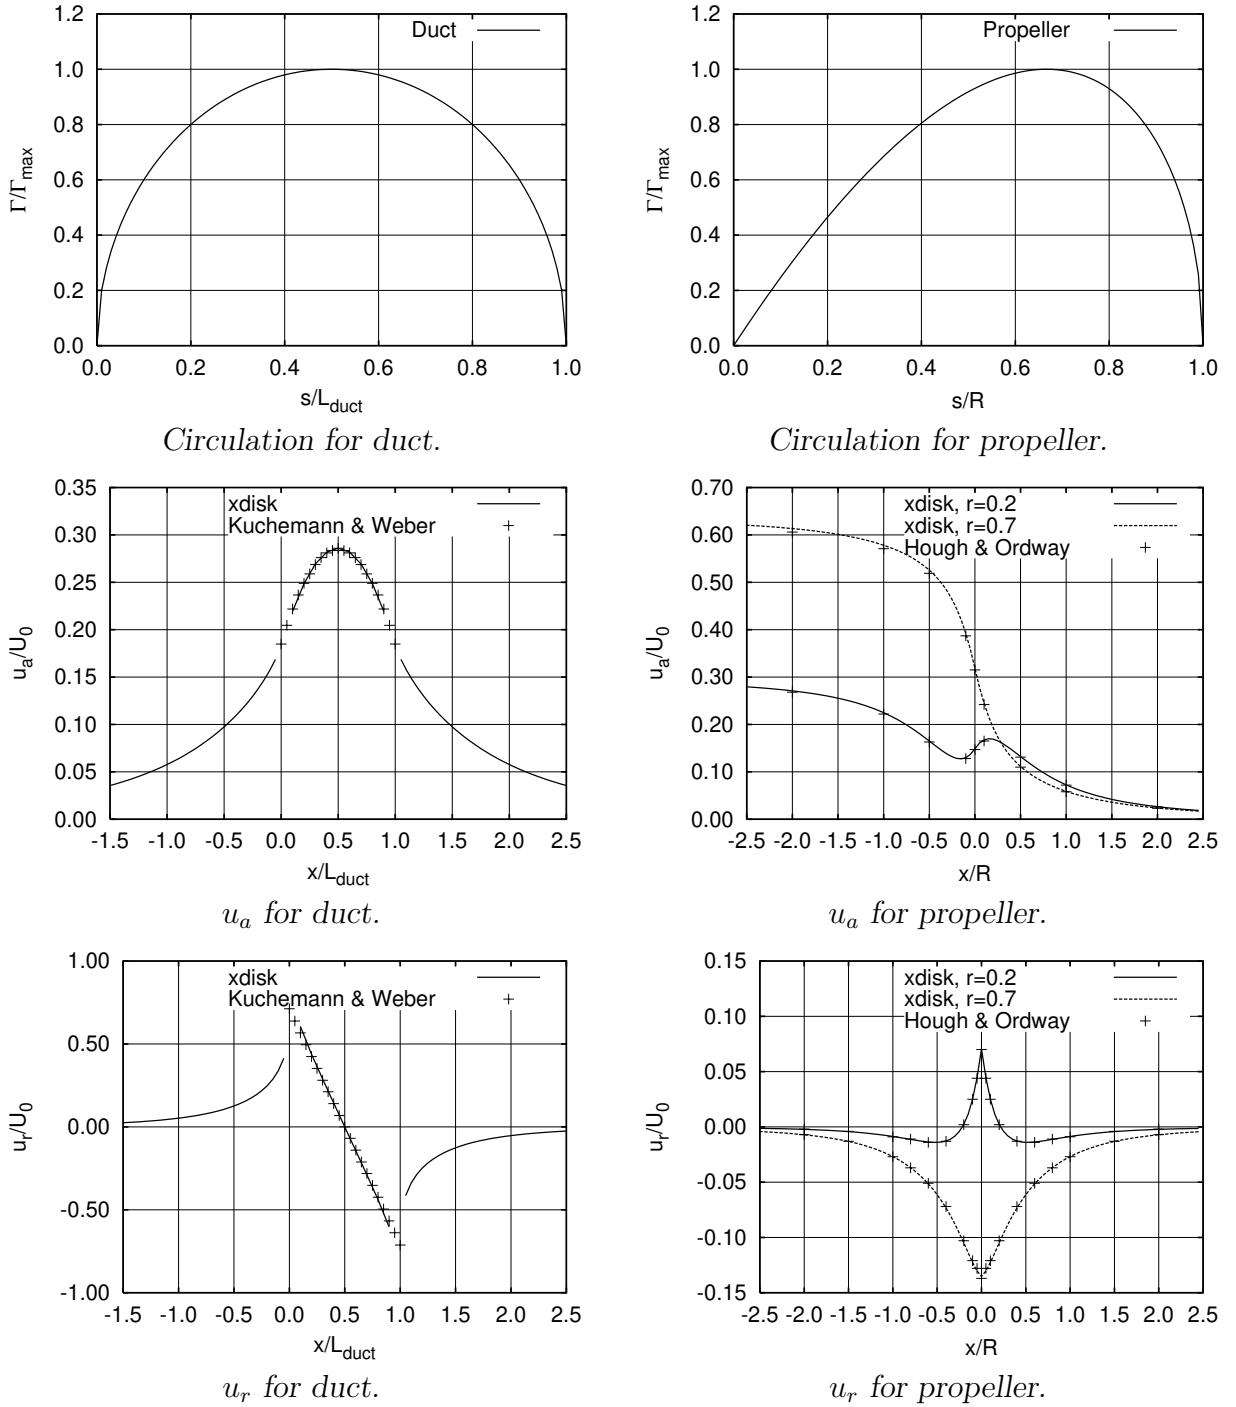 1.2
1.0
0.8
0.6
0.4
0.2
0.0
Γ/Γmax
Duct
0.0 0.2 0.4 0.6 0.8 1.0
s/Lduct
Circulation for duct.
1.2
1.0
0.8
0.6
0.4
0.2
0.0
Γ/Γmax
Propeller
0.0 0.2 0.4 0.6 0.8 1.0
s/R
Circulation for propeller.
0.35
0.30
0.25
0.20
0.15
0.10
0.05
0.00
ua/U0
xdisk
Kuchemann & Weber
-1.5 -1.0 -0.5 0.0 0.5 1.0 1.5 2.0 2.5
x/Lduct
ua for duct.
0.70
0.60
0.50
0.40
0.30
0.20
0.10
0.00
ua/U0
xdisk, r=0.2
xdisk, r=0.7
Hough & Ordway
-2.5 -2.0 -1.5 -1.0 -0.5 0.0 0.5 1.0 1.5 2.0 2.5
x/R
ua for propeller.
1.00
0.50
0.00
-0.50
-1.00
ur/U0
xdisk
Kuchemann & Weber
-1.5 -1.0 -0.5 0.0 0.5 1.0 1.5 2.0 2.5
x/Lduct
ur for duct.
0.15
0.10
0.05
0.00
-0.05
-0.10
-0.15
ur/U0
xdisk, r=0.2
xdisk, r=0.7
Hough & Ordway
-2.5 -2.0 -1.5 -1.0 -0.5 0.0 0.5 1.0 1.5 2.0 2.5
x/R
ur for propeller.